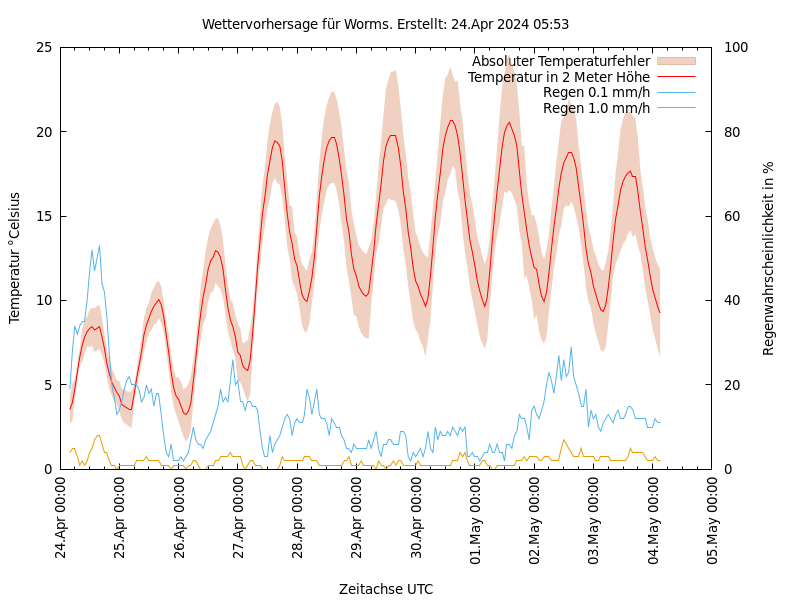 Wettervorhersage für Worms. Erstellt: 24.Apr 2024 05:53
Absoluter Temperaturfehler
Temperatur in 2 Meter Höhe
Regen 0.1 mm/h
Regen 1.0 mm/h
Temperatur °Celsius
25
20
15
10
5
0
Regenwahrscheinlichkeit in %
100
80
60
40
20
0
24.Apr 00:00
25.Apr 00:00
26.Apr 00:00
27.Apr 00:00
28.Apr 00:00
29.Apr 00:00
30.Apr 00:00
01.May 00:00
02.May 00:00
03.May 00:00
04.May 00:00
05.May 00:00
Zeitachse UTC